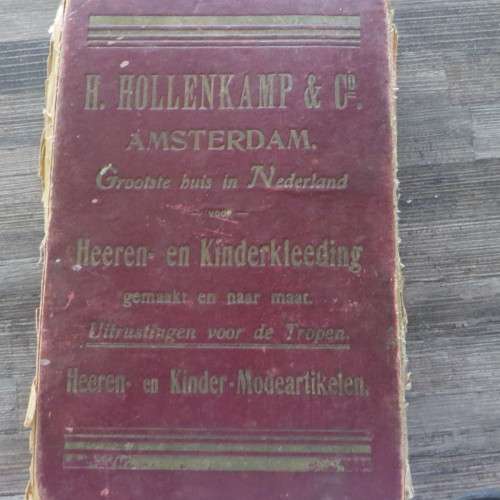 H. HOLLENKAMP & Co.
AMSTERDAM.
Grootste huis in Nederland
— voor —
Heeren- en Kinderkleeding
gemaakt en naar maat.
Uitrustingen voor de Tropen.
Heeren- en Kinder-Modeartikelen.